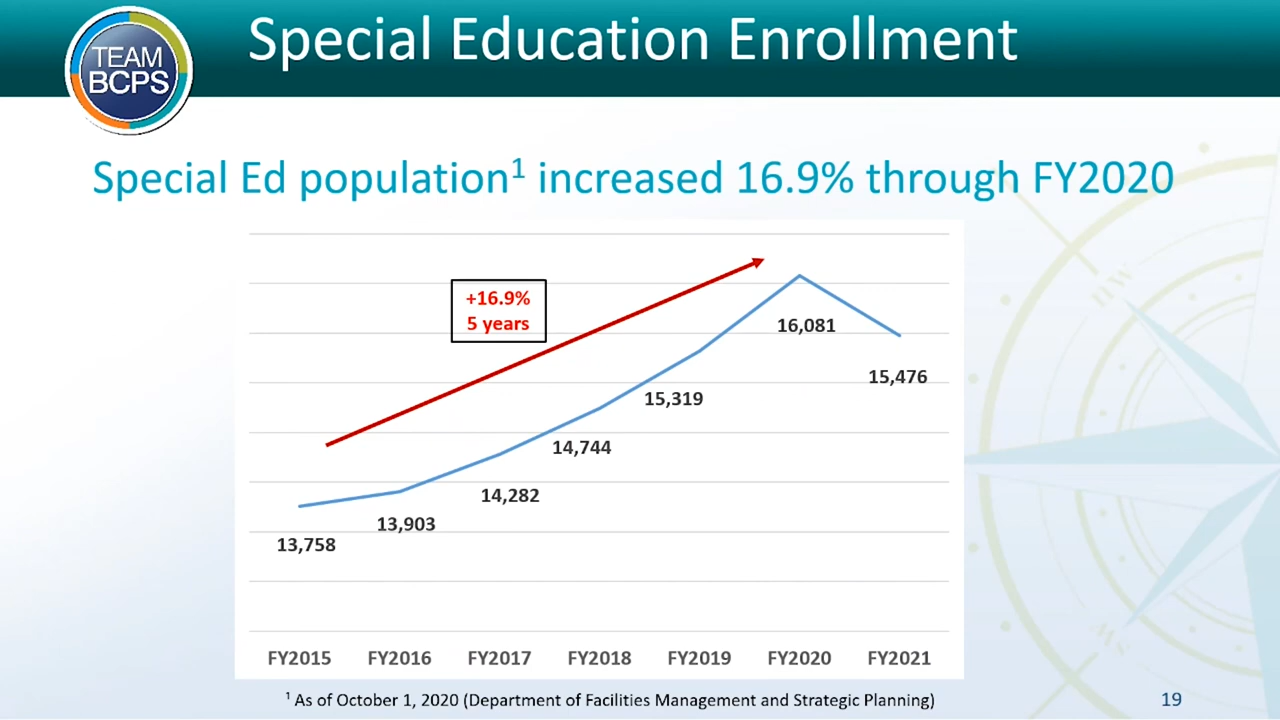 TEAM
BCPS
Special Education Enrollment
Special Ed population¹ increased 16.9% through FY2020
+16.9%
5 years
16,081
15,476
15,319
14,744
14,282
13,903
13,758
FY2015 FY2016 FY2017 FY2018 FY2019 FY2020 FY2021
¹ As of October 1, 2020 (Department of Facilities Management and Strategic Planning)
19